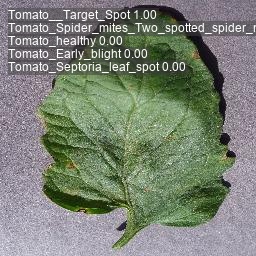 Tomato__Target_Spot 1.00
Tomato_Spider_mites_Two_spotted_spider_
Tomato_healthy 0.00
Tomato_Early_blight 0.00
Tomato_Septoria_leaf_spot 0.00